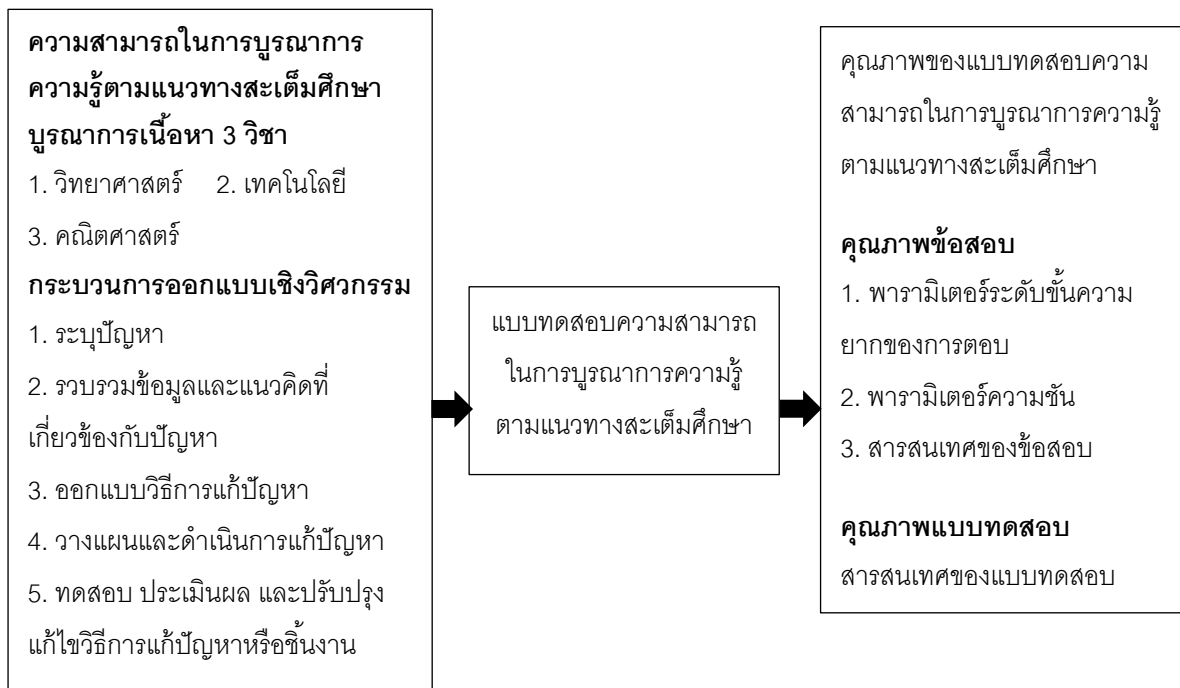 ความสามารถในการบูรณาการ
ความรู้ตามแนวทางสะเต็มศึกษา
บูรณาการเนื้อหา 3 วิชา
1. วิทยาศาสตร์ 2. เทคโนโลยี
3. คณิตศาสตร์
กระบวนการออกแบบเชิงวิศวกรรม
1. ระบุปัญหา
2. รวบรวมข้อมูลและแนวคิดที่
เกี่ยวข้องกับปัญหา
3. ออกแบบวิธีการแก้ปัญหา
4. วางแผนและดำเนินการแก้ปัญหา
5. ทดสอบ ประเมินผล และปรับปรุง
แก้ไขวิธีการแก้ปัญหาหรือชิ้นงาน
แบบทดสอบความสามารถ
ในการบูรณาการความรู้
ตามแนวทางสะเต็มศึกษา
คุณภาพของแบบทดสอบความ
สามารถในการบูรณาการความรู้
ตามแนวทางสะเต็มศึกษา
คุณภาพข้อสอบ
1. พารามิเตอร์ระดับขั้นความ
ยากของการตอบ
2. พารามิเตอร์ความชัน
3. สารสนเทศของข้อสอบ
คุณภาพแบบทดสอบ
สารสนเทศของแบบทดสอบ